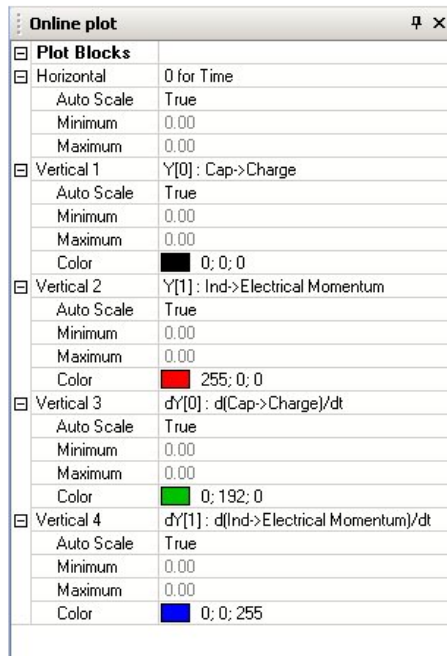 Online plot
Plot Blocks
Horizontal 0 for Time
Auto Scale True
Minimum 0.00
Maximum 0.00
Vertical 1 Y[0] : Cap->Charge
Auto Scale True
Minimum 0.00
Maximum 0.00
Color 0; 0; 0
Vertical 2 Y[1] : Ind->Electrical Momentum
Auto Scale True
Minimum 0.00
Maximum 0.00
Color 255; 0; 0
Vertical 3 dY[0] : d(Cap->Charge)/dt
Auto Scale True
Minimum 0.00
Maximum 0.00
Color 0; 192; 0
Vertical 4 dY[1] : d(Ind->Electrical Momentum)/dt
Auto Scale True
Minimum 0.00
Maximum 0.00
Color 0; 0; 255